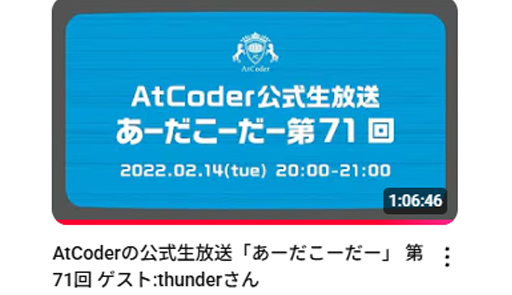 AtCoder
AtCoder公式生放送
あーだこーだー第71回
2022.02.14(tue) 20:00-21:00
1:06:46
AtCoderの公式生放送「あーだこーだー」 第
71回 ゲスト:thunderさん